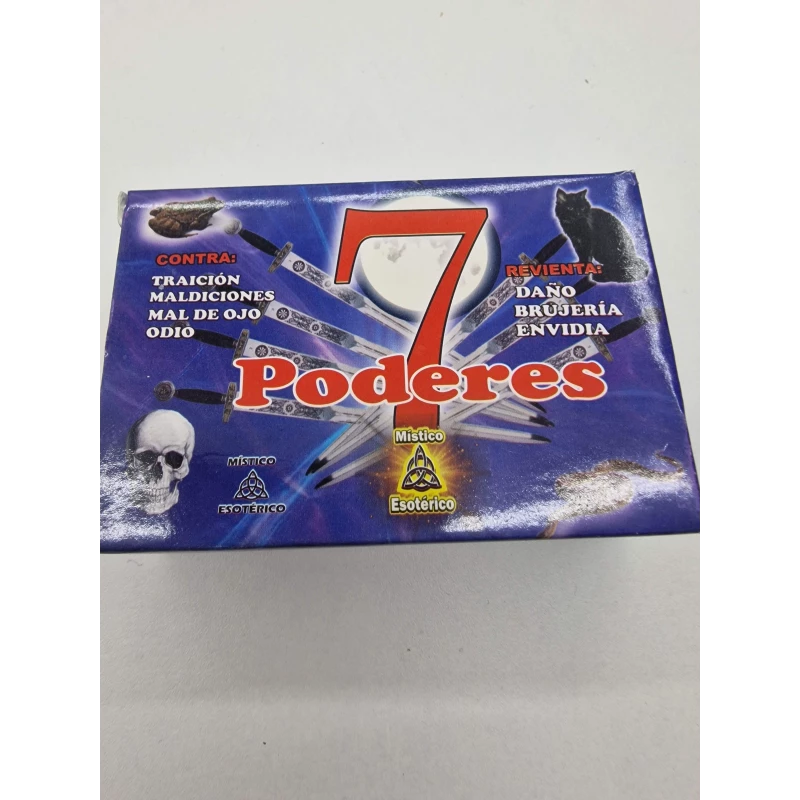 7
Poderes
CONTRA:
TRAICIÓN
MALDICIONES
MAL DE OJO
ODIO
REVIENTA:
DAÑO
BRUJERÍA
ENVIDIA
MÍSTICO
ESOTÉRICO
Místico
Esotérico